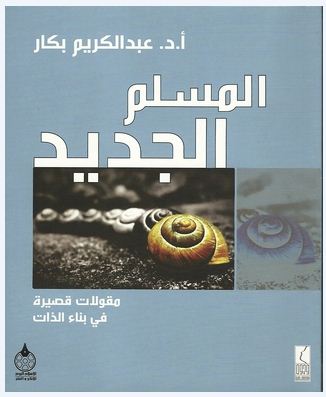 أ.د. عبدالكريم بكار
المسلم
الجديد
مقولات قصيرة
في بناء الذات